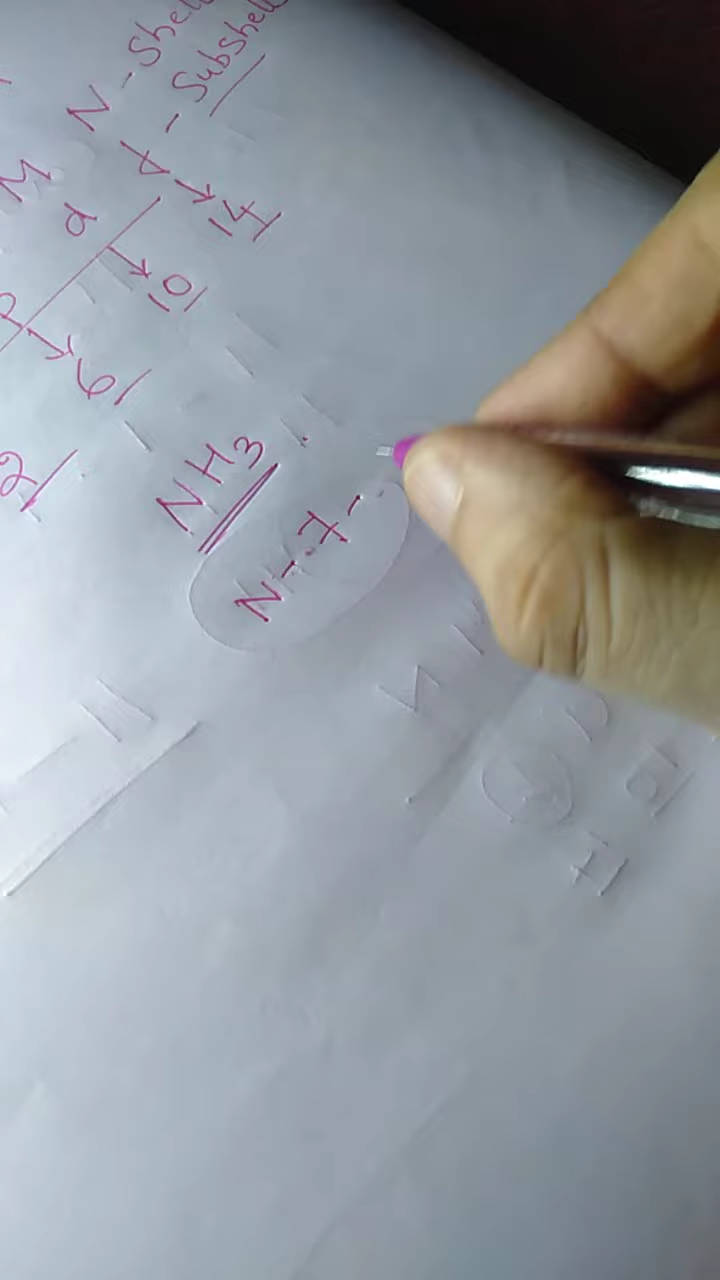 M N - Shell
d f - Subshell
2 p → 6 → 10 → 14
NH3
N - 7 -